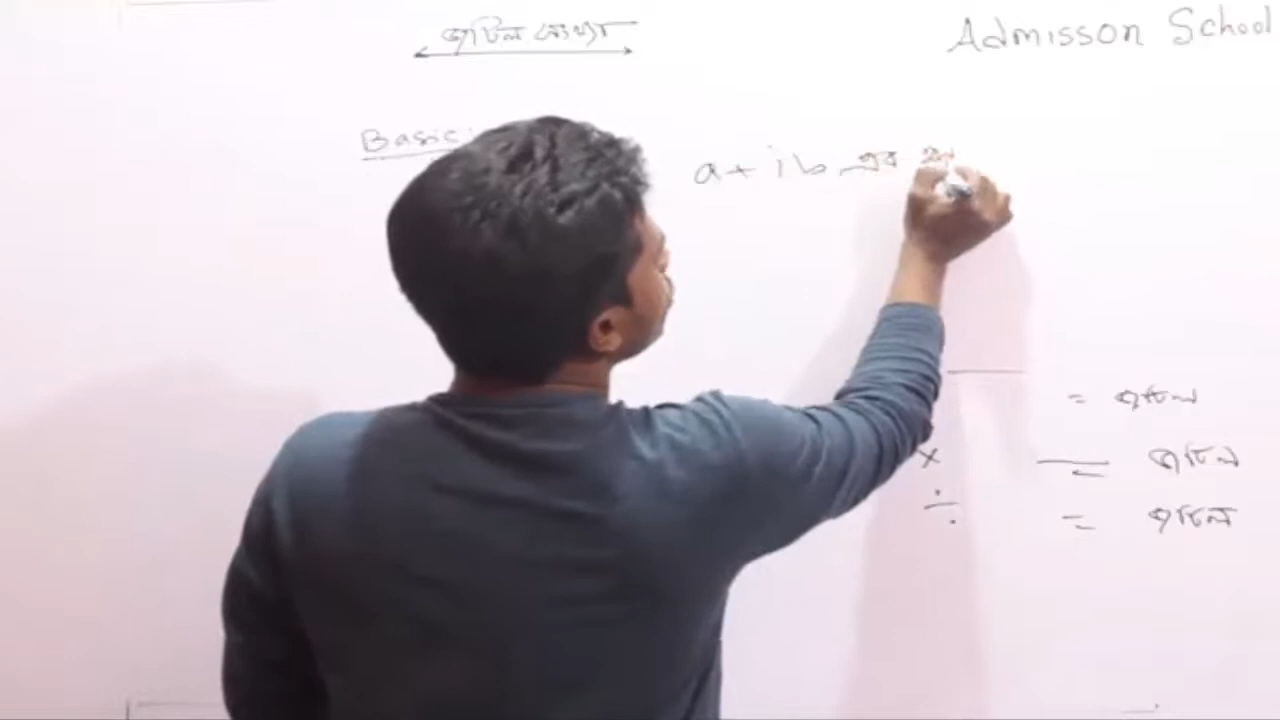 জটিল সংখ্যা
Admisson School
Basic:
a + ib এর
= জটিল
× = জটিল
÷ = জটিল